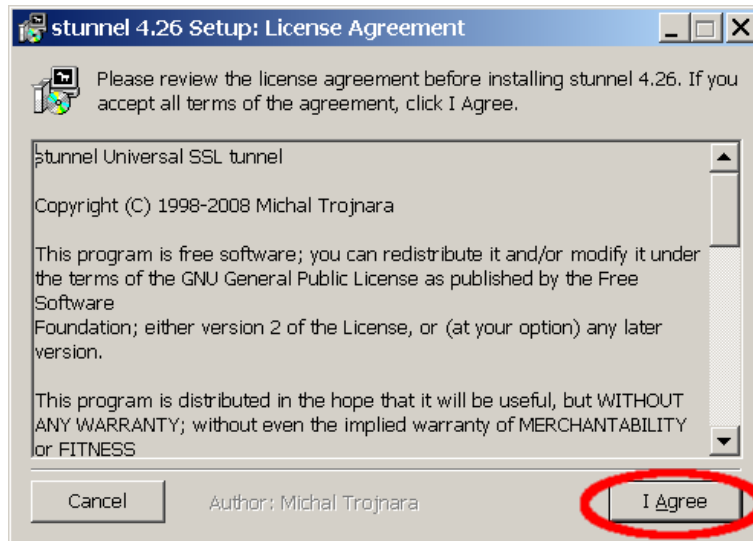 stunnel 4.26 Setup: License Agreement
Please review the license agreement before installing stunnel 4.26. If you
accept all terms of the agreement, click I Agree.
stunnel Universal SSL tunnel
Copyright (C) 1998-2008 Michal Trojnara
This program is free software; you can redistribute it and/or modify it under
the terms of the GNU General Public License as published by the Free
Software
Foundation; either version 2 of the License, or (at your option) any later
version.
This program is distributed in the hope that it will be useful, but WITHOUT
ANY WARRANTY; without even the implied warranty of MERCHANTABILITY
or FITNESS
Cancel
Author: Michal Trojnara
I Agree